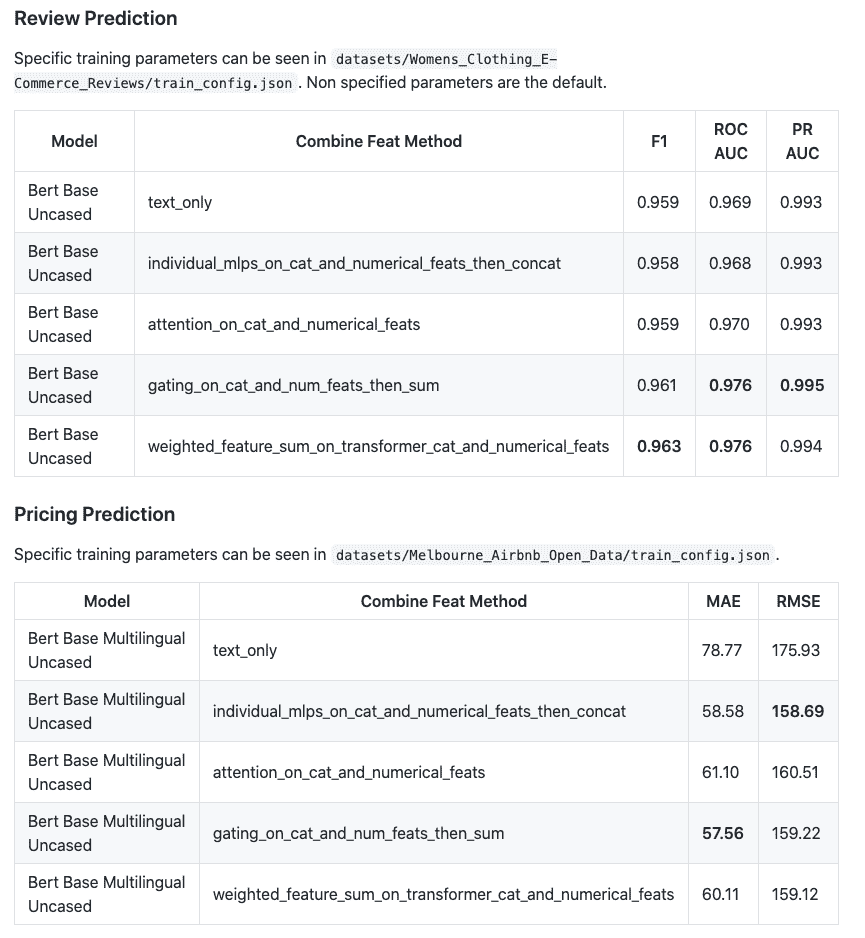 Review Prediction
Specific training parameters can be seen in datasets/Womens_Clothing_E-
Commerce_Reviews/train_config.json . Non specified parameters are the default.
Model Combine Feat Method F1 ROC AUC PR AUC
Bert Base Uncased text_only 0.959 0.969 0.993
Bert Base Uncased individual_mlps_on_cat_and_numerical_feats_then_concat 0.958 0.968 0.993
Bert Base Uncased attention_on_cat_and_numerical_feats 0.959 0.970 0.993
Bert Base Uncased gating_on_cat_and_num_feats_then_sum 0.961 0.976 0.995
Bert Base Uncased weighted_feature_sum_on_transformer_cat_and_numerical_feats 0.963 0.976 0.994
Pricing Prediction
Specific training parameters can be seen in datasets/Melbourne_Airbnb_Open_Data/train_config.json .
Model Combine Feat Method MAE RMSE
Bert Base Multilingual Uncased text_only 78.77 175.93
Bert Base Multilingual Uncased individual_mlps_on_cat_and_numerical_feats_then_concat 58.58 158.69
Bert Base Multilingual Uncased attention_on_cat_and_numerical_feats 61.10 160.51
Bert Base Multilingual Uncased gating_on_cat_and_num_feats_then_sum 57.56 159.22
Bert Base Multilingual Uncased weighted_feature_sum_on_transformer_cat_and_numerical_feats 60.11 159.12